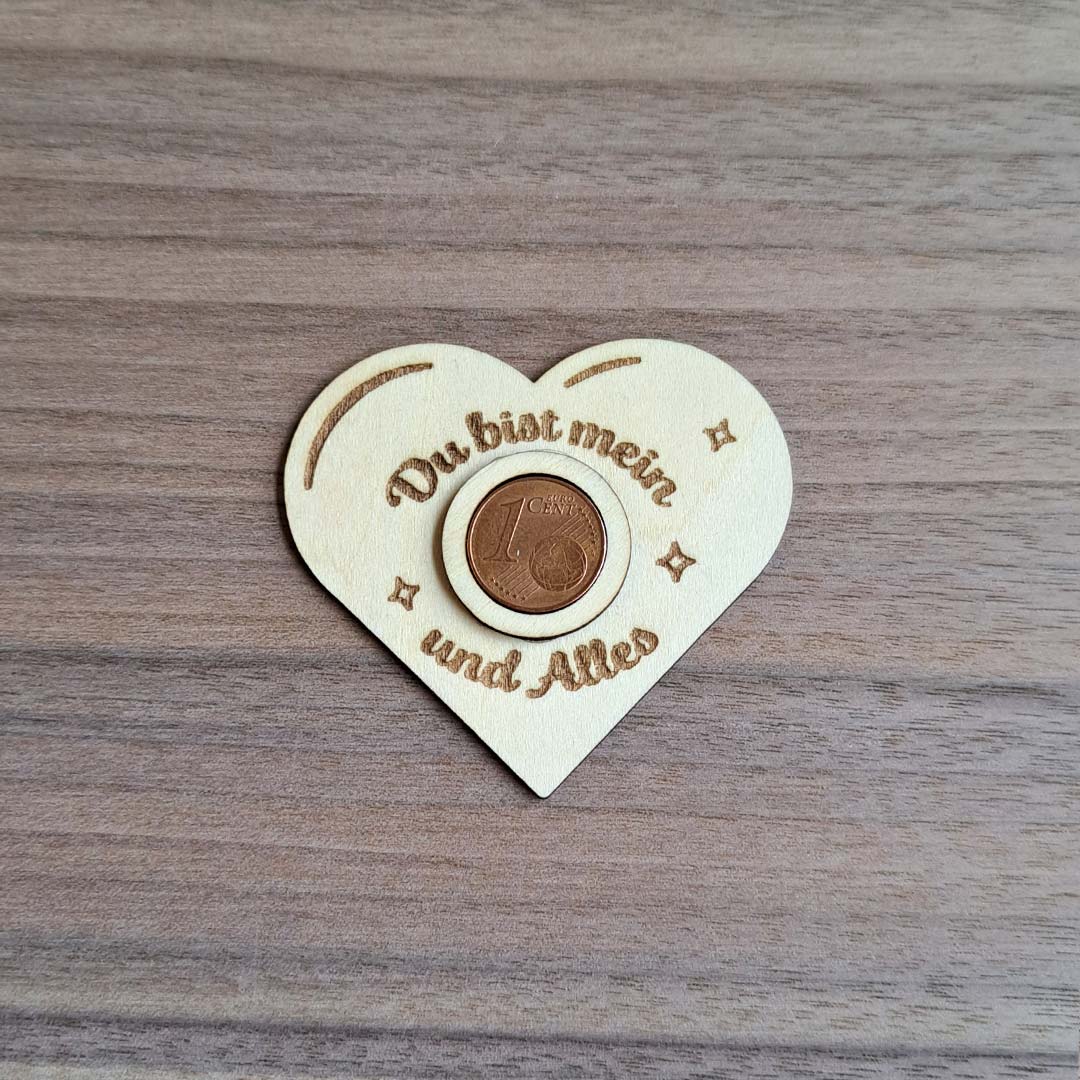 Du bist mein
1 EURO
CENT
und Alles